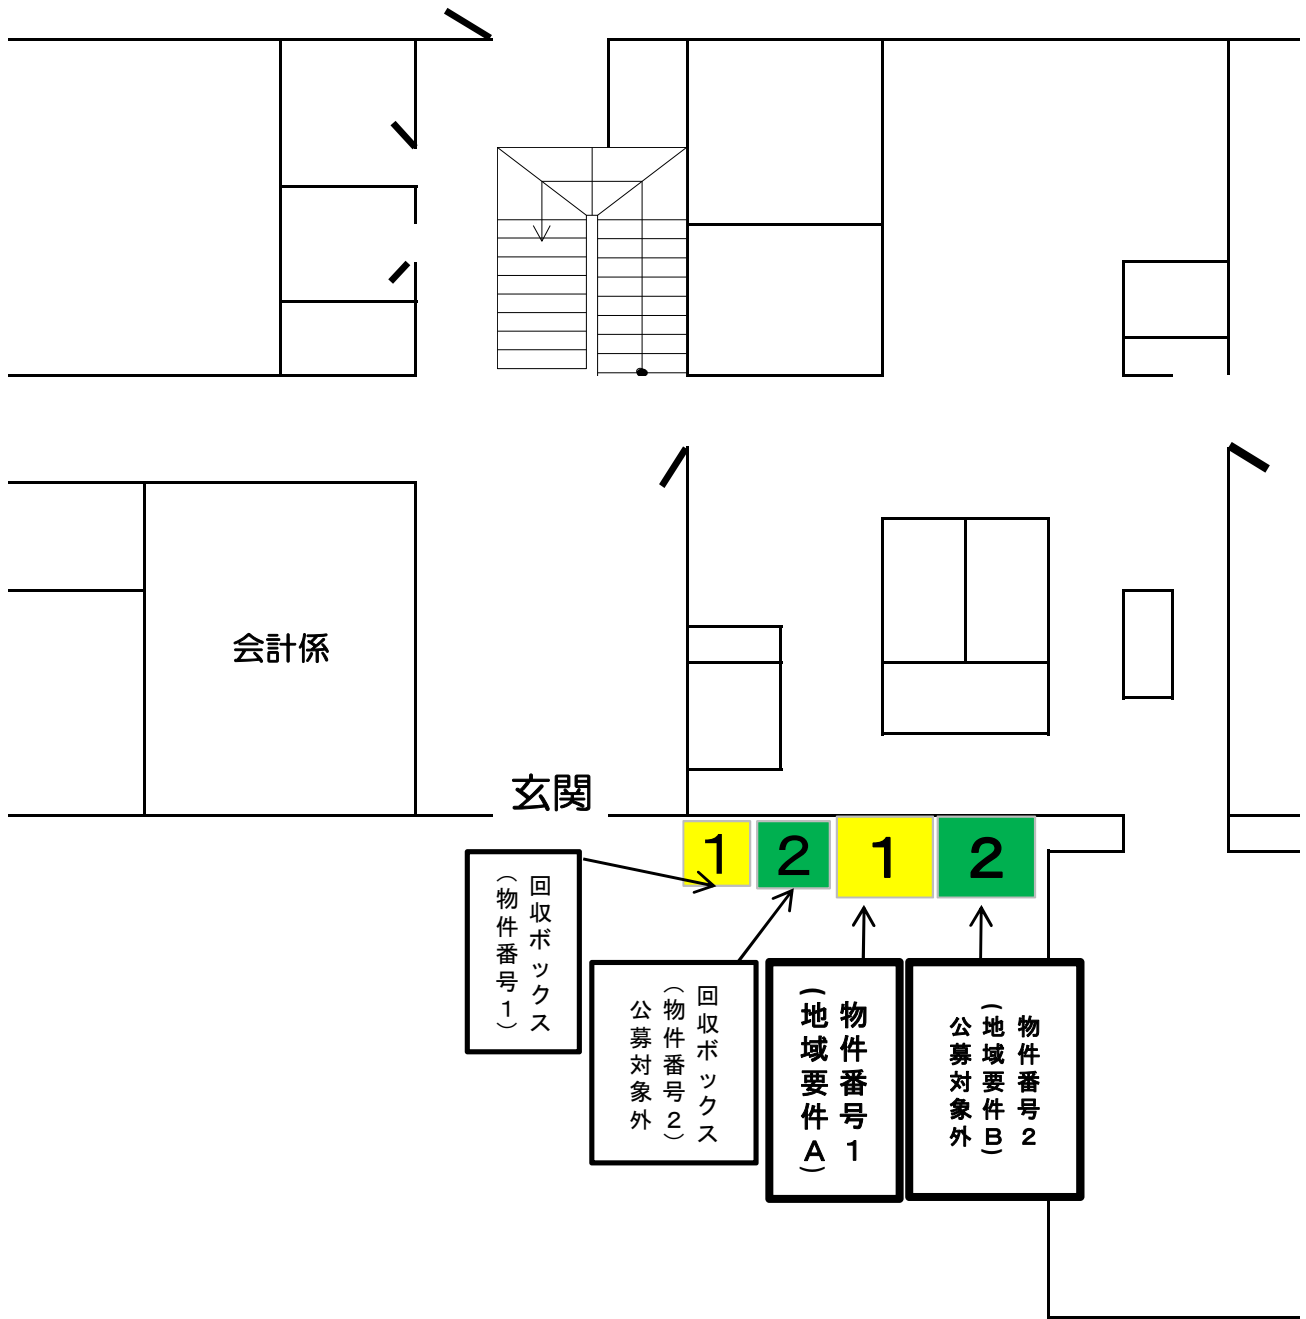 会計係
玄関
1
2
1
2
回収ボックス
（物件番号１）
回収ボックス
（物件番号２）
公募対象外
物件番号１
（地域要件Ａ）
物件番号２
（地域要件Ｂ）
公募対象外